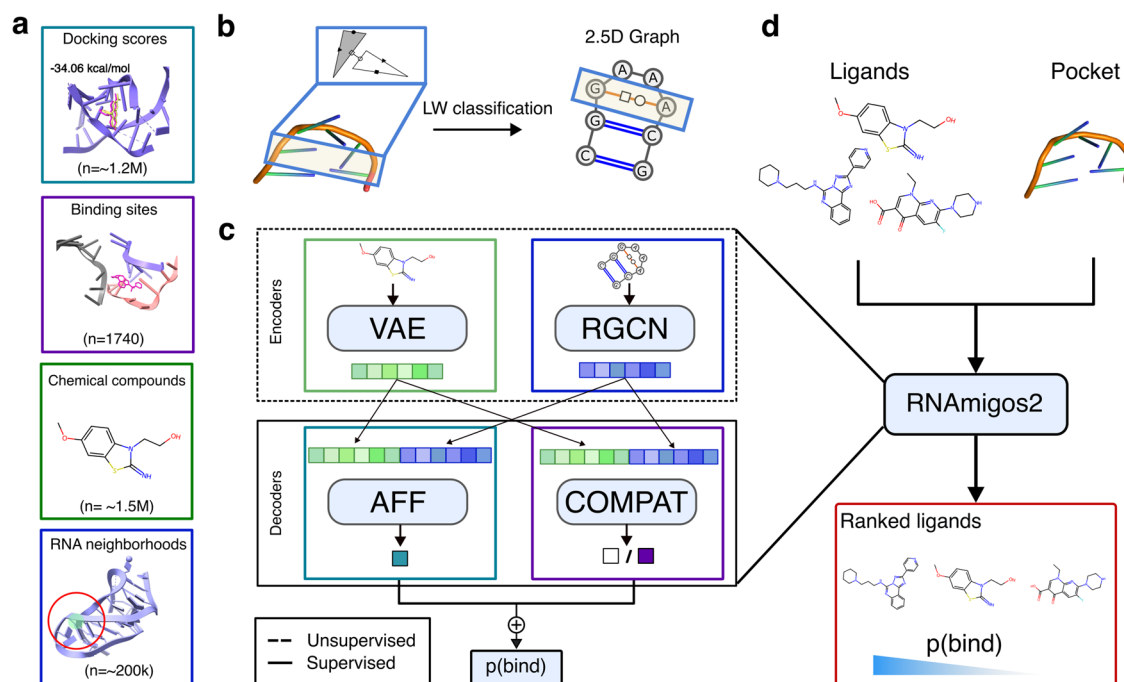 a
Docking scores
-34.06 kcal/mol
(n=~1.2M)
Binding sites
(n=1740)
Chemical compounds
(n= ~1.5M)
RNA neighborhoods
(n=~200k)
b
LW classification
2.5D Graph
A
A
G
A
G
C
C
G
c
Encoders
VAE
RGCN
Decoders
AFF
COMPAT
/
+
p(bind)
Unsupervised
Supervised
d
Ligands
Pocket
RNAmigos2
Ranked ligands
p(bind)